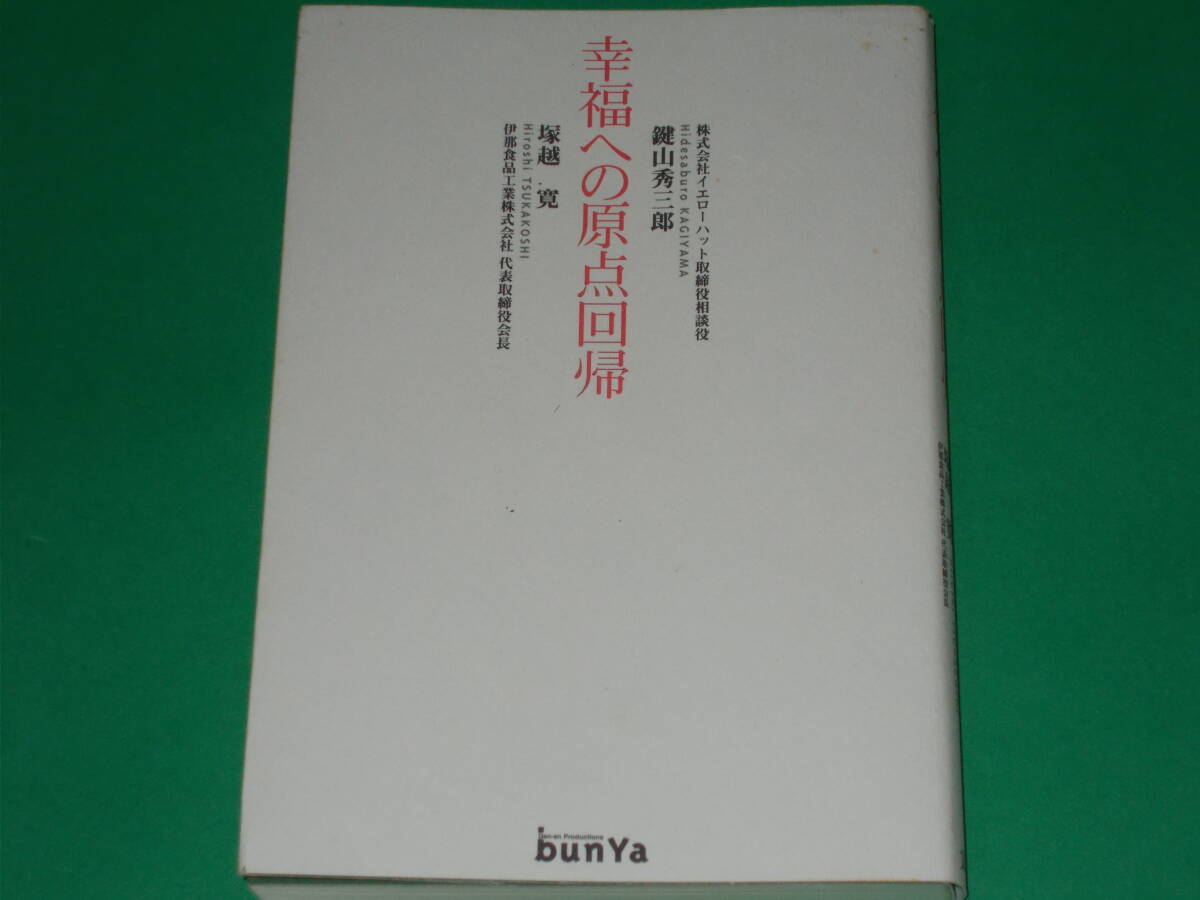 株式会社イエローハット取締役相談役
Hidesaburo KAGIYAMA
鍵山秀三郎
幸福への原点回帰
塚越 寛
Hiroshi TSUKAKOSHI
伊那食品工業株式会社 代表取締役会長
bunYa